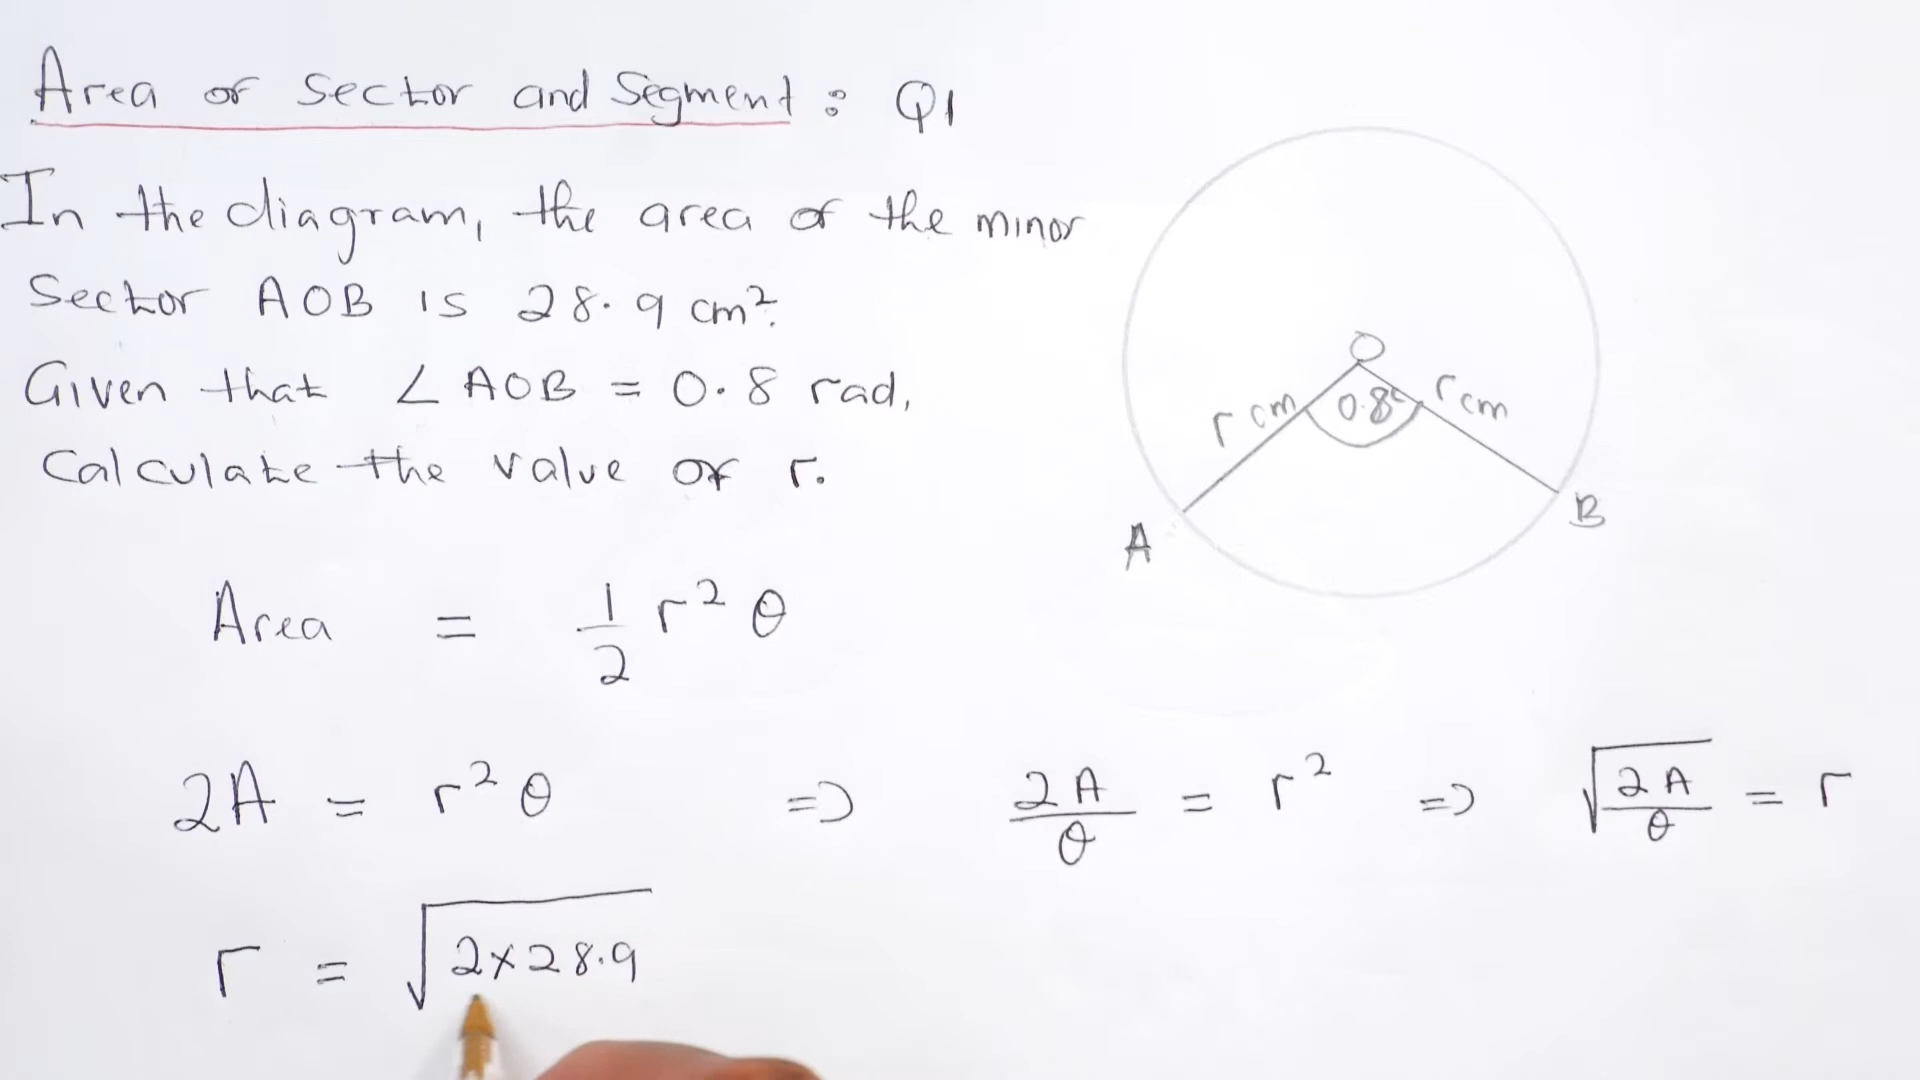 Area of Sector and Segment : Q1
In the diagram, the area of the minor
Sector AOB is 28.9 cm².
Given that ∠AOB = 0.8 rad,
Calculate the value of r.
O
r cm 0.8ᶜ r cm
A
B
Area = 1/2 r² θ
2A = r² θ => 2A/θ = r² => √(2A/θ) = r
r = √(2×28.9